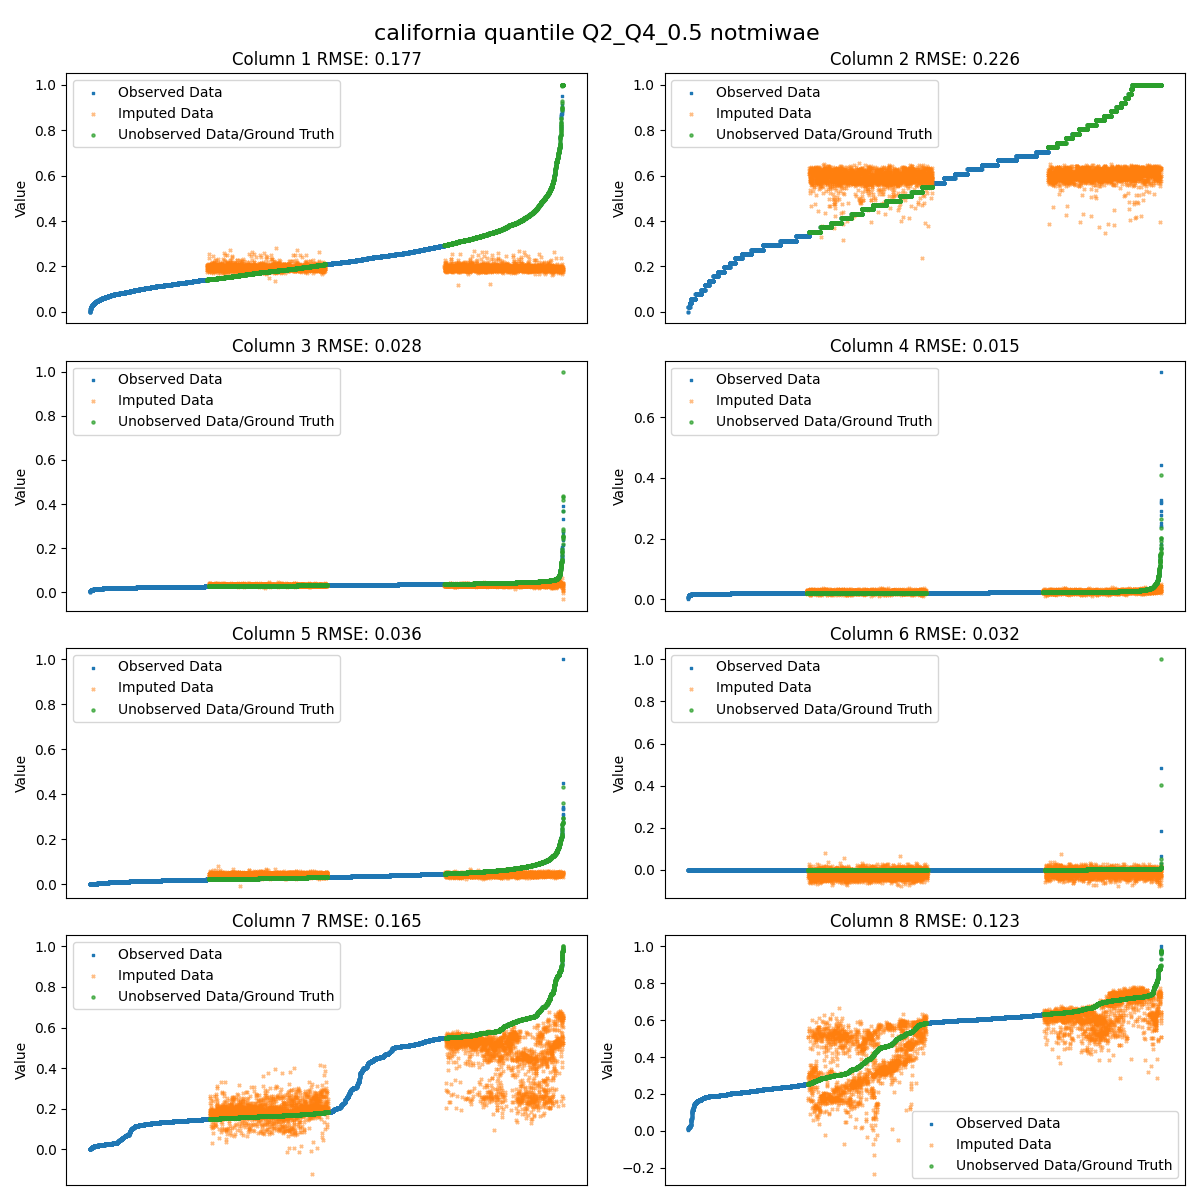 california quantile Q2_Q4_0.5 notmiwae
Column 1 RMSE: 0.177
Value
1.0
0.8
0.6
0.4
0.2
0.0
Observed Data
Imputed Data
Unobserved Data/Ground Truth
Column 2 RMSE: 0.226
Value
1.0
0.8
0.6
0.4
0.2
0.0
Observed Data
Imputed Data
Unobserved Data/Ground Truth
Column 3 RMSE: 0.028
Value
1.0
0.8
0.6
0.4
0.2
0.0
Observed Data
Imputed Data
Unobserved Data/Ground Truth
Column 4 RMSE: 0.015
Value
0.6
0.4
0.2
0.0
Observed Data
Imputed Data
Unobserved Data/Ground Truth
Column 5 RMSE: 0.036
Value
1.0
0.8
0.6
0.4
0.2
0.0
Observed Data
Imputed Data
Unobserved Data/Ground Truth
Column 6 RMSE: 0.032
Value
1.0
0.8
0.6
0.4
0.2
0.0
Observed Data
Imputed Data
Unobserved Data/Ground Truth
Column 7 RMSE: 0.165
Value
1.0
0.8
0.6
0.4
0.2
0.0
Observed Data
Imputed Data
Unobserved Data/Ground Truth
Column 8 RMSE: 0.123
Value
1.0
0.8
0.6
0.4
0.2
0.0
−0.2
Observed Data
Imputed Data
Unobserved Data/Ground Truth